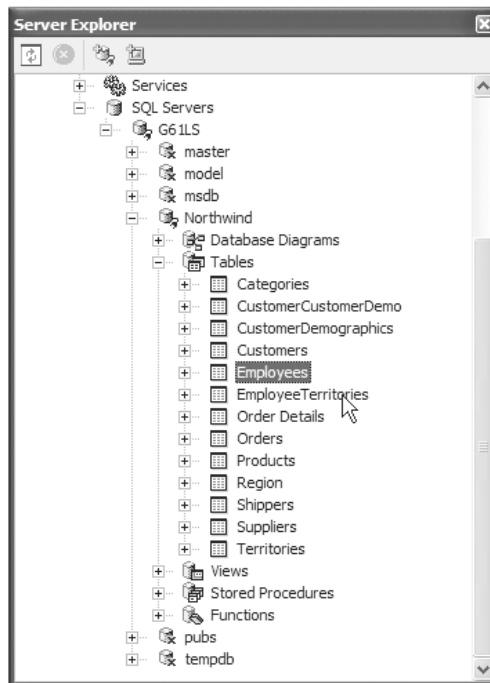 Server Explorer
Services
SQL Servers
G61LS
master
model
msdb
Northwind
Database Diagrams
Tables
Categories
CustomerCustomerDemo
CustomerDemographics
Customers
Employees
EmployeeTerritories
Order Details
Orders
Products
Region
Shippers
Suppliers
Territories
Views
Stored Procedures
Functions
pubs
tempdb